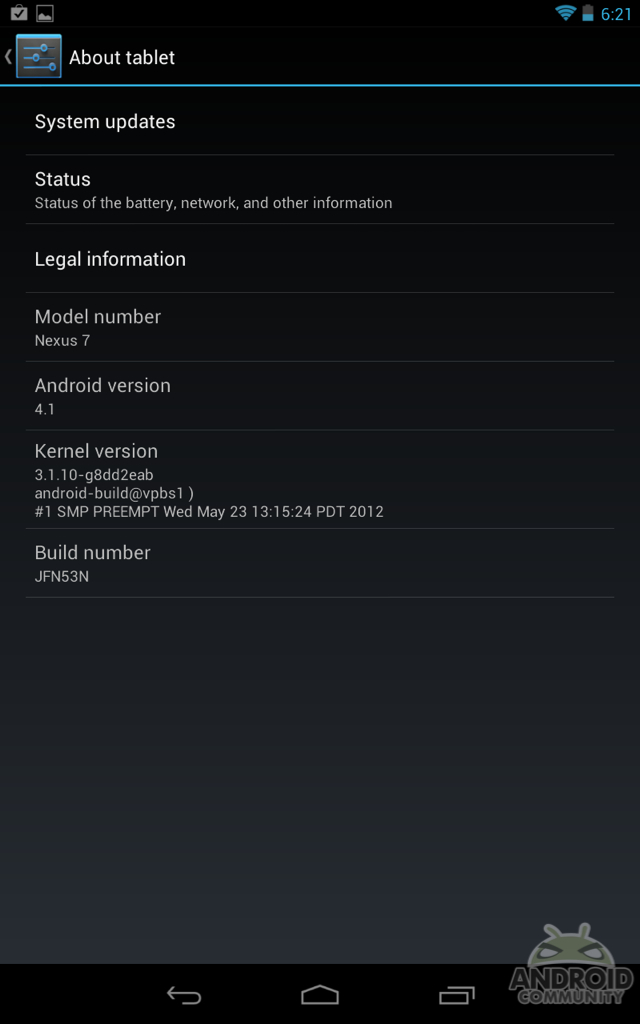 6:21
About tablet
System updates
Status
Status of the battery, network, and other information
Legal information
Model number
Nexus 7
Android version
4.1
Kernel version
3.1.10-g8dd2eab
android-build@vpbs1 )
#1 SMP PREEMPT Wed May 23 13:15:24 PDT 2012
Build number
JFN53N
ANDROID
COMMUNITY